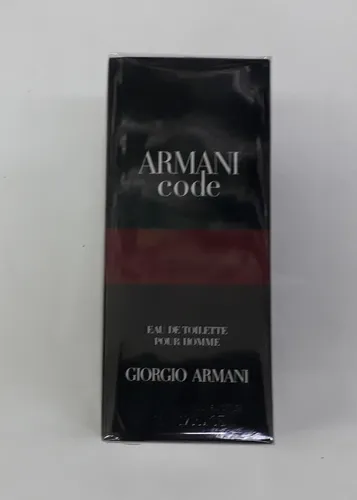 ARMANI
code
EAU DE TOILETTE
POUR HOMME
GIORGIO ARMANI